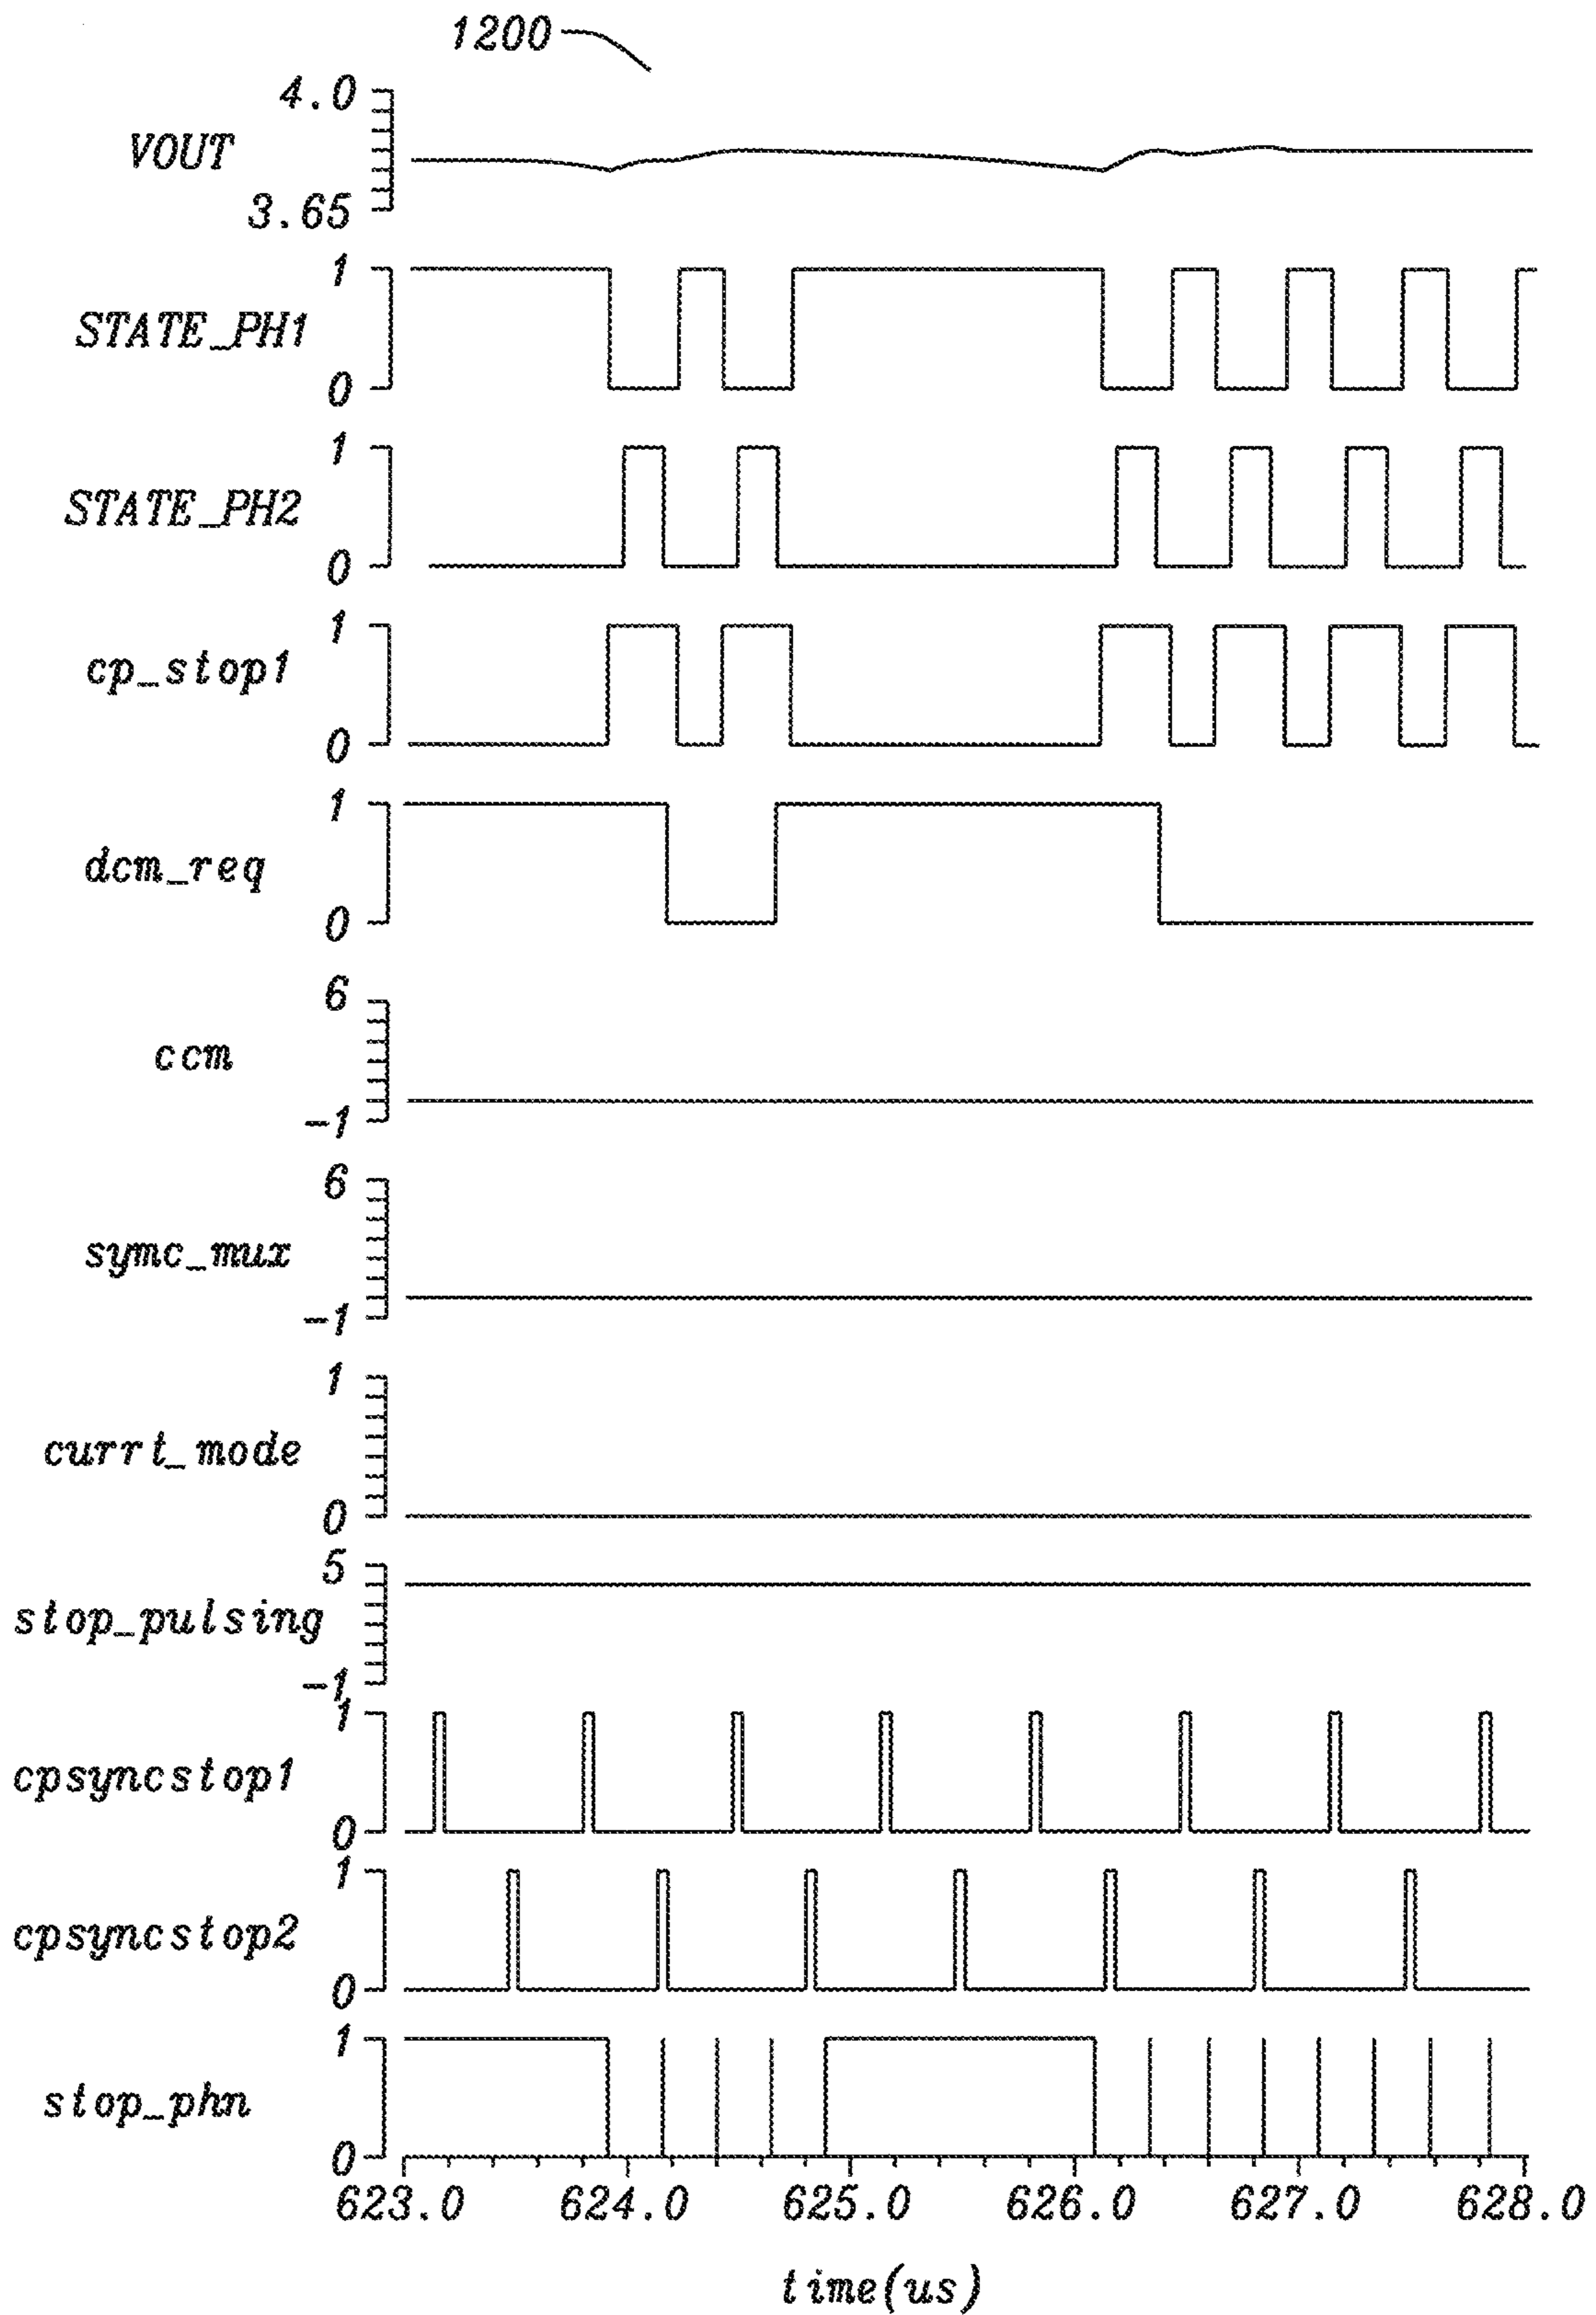 1200
4.0
VOUT
3.65
1
STATE_PH1
0
1
STATE_PH2
0
1
cp_stop1
0
1
dcm_req
0
6
ccm
-1
6
symc_mux
-1
1
currt_mode
0
5
stop_pulsing
-1
1
cpsyncstop1
0
1
cpsyncstop2
0
1
stop_phn
0
623.0 624.0 625.0 626.0 627.0 628.0
time(us)